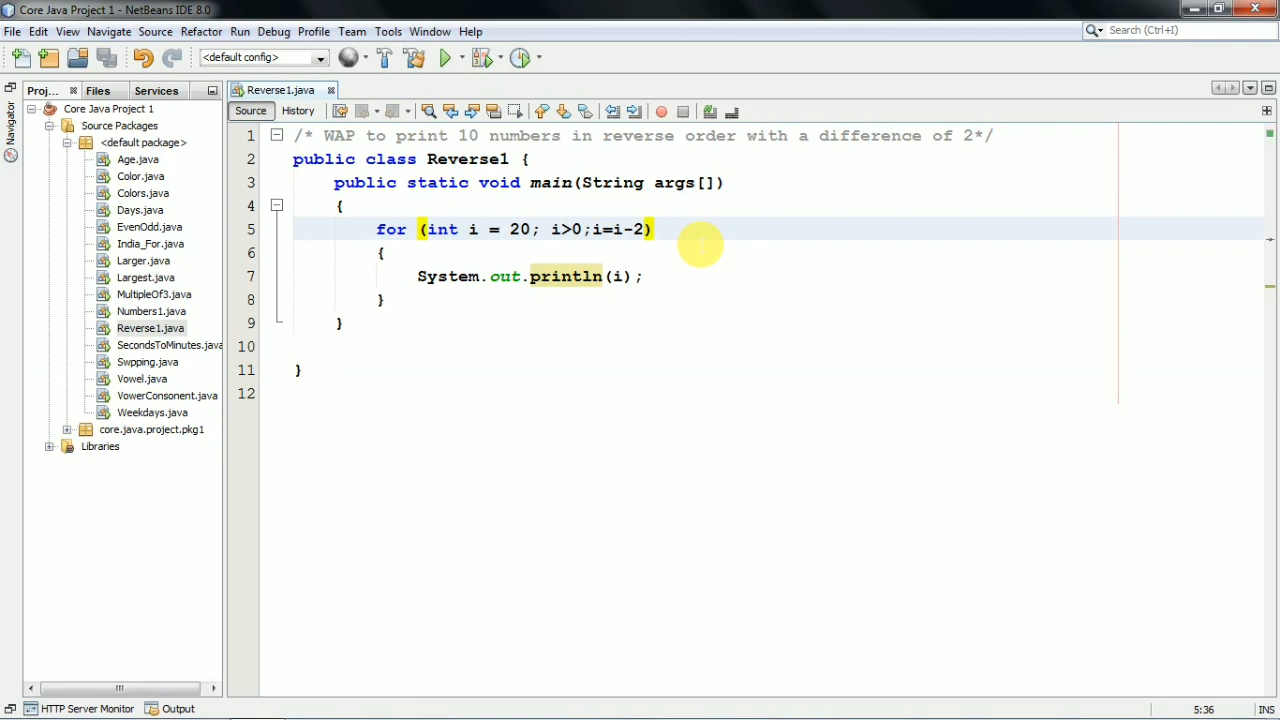 Core Java Project 1 - NetBeans IDE 8.0
File Edit View Navigate Source Refactor Run Debug Profile Team Tools Window Help
Search (Ctrl+I)
<default config>
Proj... Files Services
Reverse1.java
Source History
Navigator
Core Java Project 1
Source Packages
<default package>
Age.java
Color.java
Colors.java
Days.java
EvenOdd.java
India_For.java
Larger.java
Largest.java
MultipleOf3.java
Numbers1.java
Reverse1.java
SecondsToMinutes.java
Swpping.java
Vowel.java
VowerConsonent.java
Weekdays.java
core.java.project.pkg1
Libraries
1 /* WAP to print 10 numbers in reverse order with a difference of 2*/
2 public class Reverse1 {
3 public static void main(String args[])
4 {
5 for (int i = 20; i>0;i=i-2)
6 {
7 System.out.println(i);
8 }
9 }
10
11 }
12
HTTP Server Monitor Output
5:36 INS